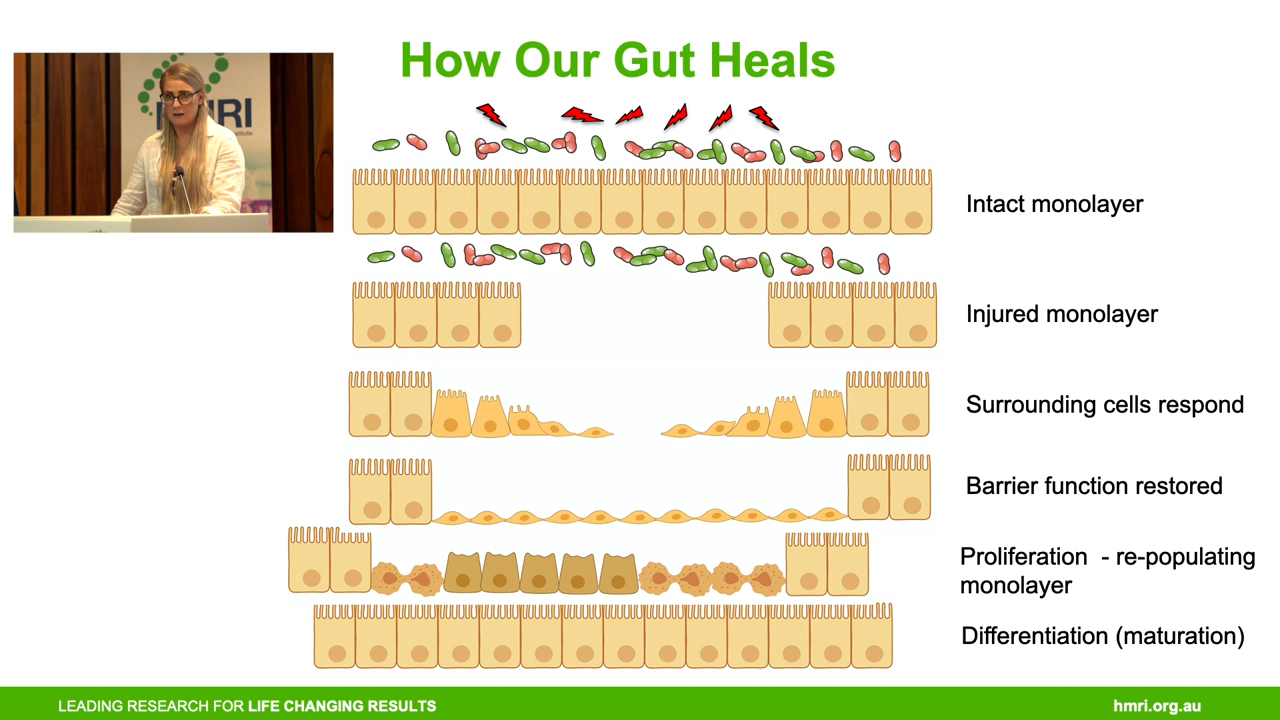 How Our Gut Heals
Intact monolayer
Injured monolayer
Surrounding cells respond
Barrier function restored
Proliferation - re-populating
monolayer
Differentiation (maturation)
LEADING RESEARCH FOR LIFE CHANGING RESULTS
hmri.org.au